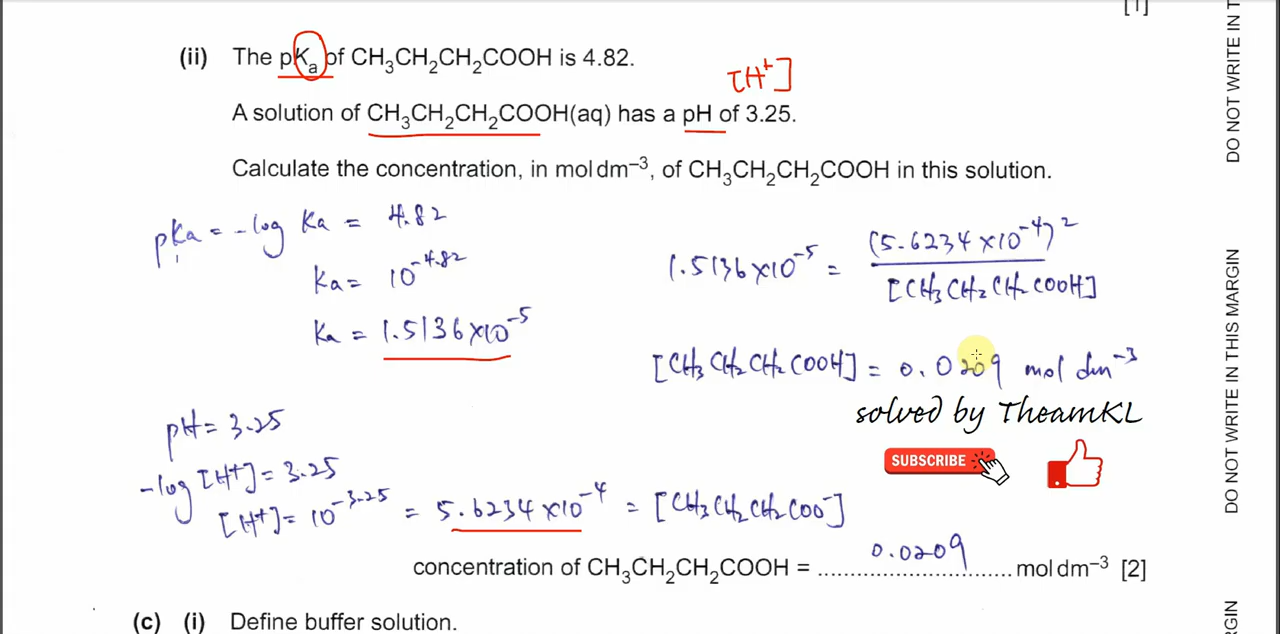 [1]
(ii) The pKₐ of CH₃CH₂CH₂COOH is 4.82.
[H⁺]
A solution of CH₃CH₂CH₂COOH(aq) has a pH of 3.25.
Calculate the concentration, in mol dm⁻³, of CH₃CH₂CH₂COOH in this solution.
pKa = -log Ka = 4.82
Ka = 10⁻⁴·⁸²
Ka = 1.5136×10⁻⁵
pH = 3.25
-log [H⁺] = 3.25
[H⁺] = 10⁻³·²⁵ = 5.6234×10⁻⁴ = [CH₃CH₂CH₂COO⁻]
1.5136×10⁻⁵ = (5.6234×10⁻⁴)²
[CH₃CH₂CH₂COOH]
[CH₃CH₂CH₂COOH] = 0.0209 mol dm⁻³
solved by TheamKL
SUBSCRIBE
concentration of CH₃CH₂CH₂COOH = 0.0209 mol dm⁻³ [2]
(c) (i) Define buffer solution.
DO NOT WRITE IN T
DO NOT WRITE IN THIS MARGIN
GIN